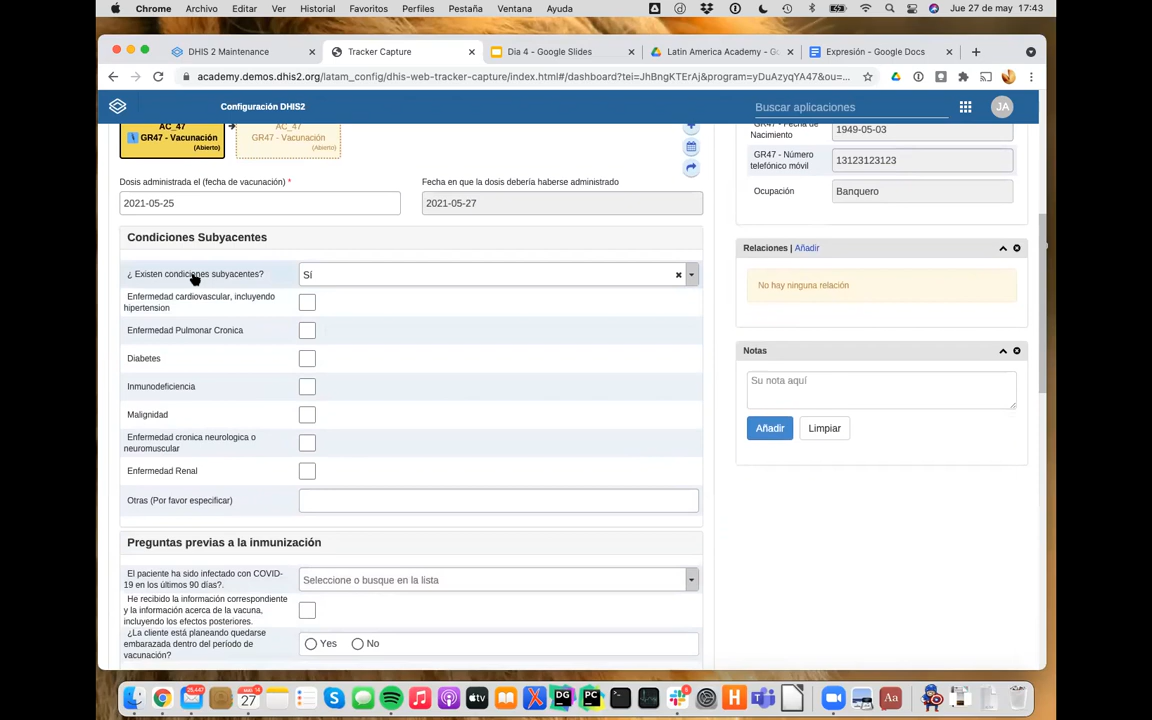 Chrome Archivo Editar Ver Historial Favoritos Perfiles Pestaña Ventana Ayuda
Jue 27 de may 17:43
DHIS 2 Maintenance
Tracker Capture
Dia 4 - Google Slides
Latin America Academy - Go
Expresión - Google Docs
academy.demos.dhis2.org/latam_config/dhis-web-tracker-capture/index.html#/dashboard?tei=JhBngKTErAj&program=yDuAzyqYA47&ou=...
Configuración DHIS2
Buscar aplicaciones
JA
AC_47
GR47 - Vacunación
(Abierto)
AC_47
GR47 - Vacunación
(Abierto)
Dosis administrada el (fecha de vacunación) *
2021-05-25
Fecha en que la dosis debería haberse administrado
2021-05-27
Condiciones Subyacentes
¿ Existen condiciones subyacentes?
Sí
Enfermedad cardiovascular, incluyendo
hipertension
Enfermedad Pulmonar Cronica
Diabetes
Inmunodeficiencia
Malignidad
Enfermedad cronica neurologica o
neuromuscular
Enfermedad Renal
Otras (Por favor especificar)
Preguntas previas a la inmunización
El paciente ha sido infectado con COVID-
19 en los últimos 90 días?.
Seleccione o busque en la lista
He recibido la información correspondiente
y la información acerca de la vacuna,
incluyendo los efectos posteriores.
¿La cliente está planeando quedarse
embarazada dentro del período de
vacunación?
Yes
No
GR47 - Fecha de
Nacimiento
1949-05-03
GR47 - Número
telefónico móvil
13123123123
Ocupación
Banquero
Relaciones | Añadir
No hay ninguna relación
Notas
Su nota aquí
Añadir
Limpiar
27
DG
PC
Aa